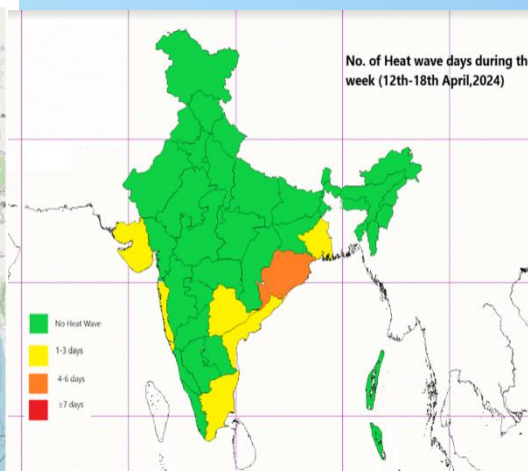 No. of Heat wave days during th
week (12th-18th April,2024)
No Heat Wave
1-3 days
4-6 days
≥7 days